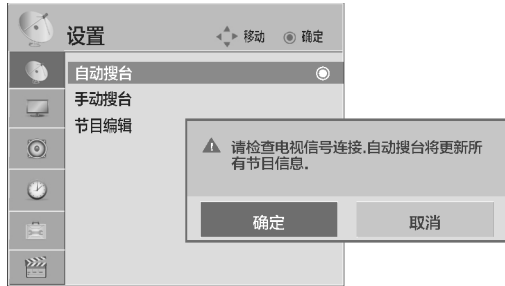 设置 移动 确定
自动搜台
手动搜台
节目编辑
请检查电视信号连接.自动搜台将更新所
有节目信息.
确定 取消